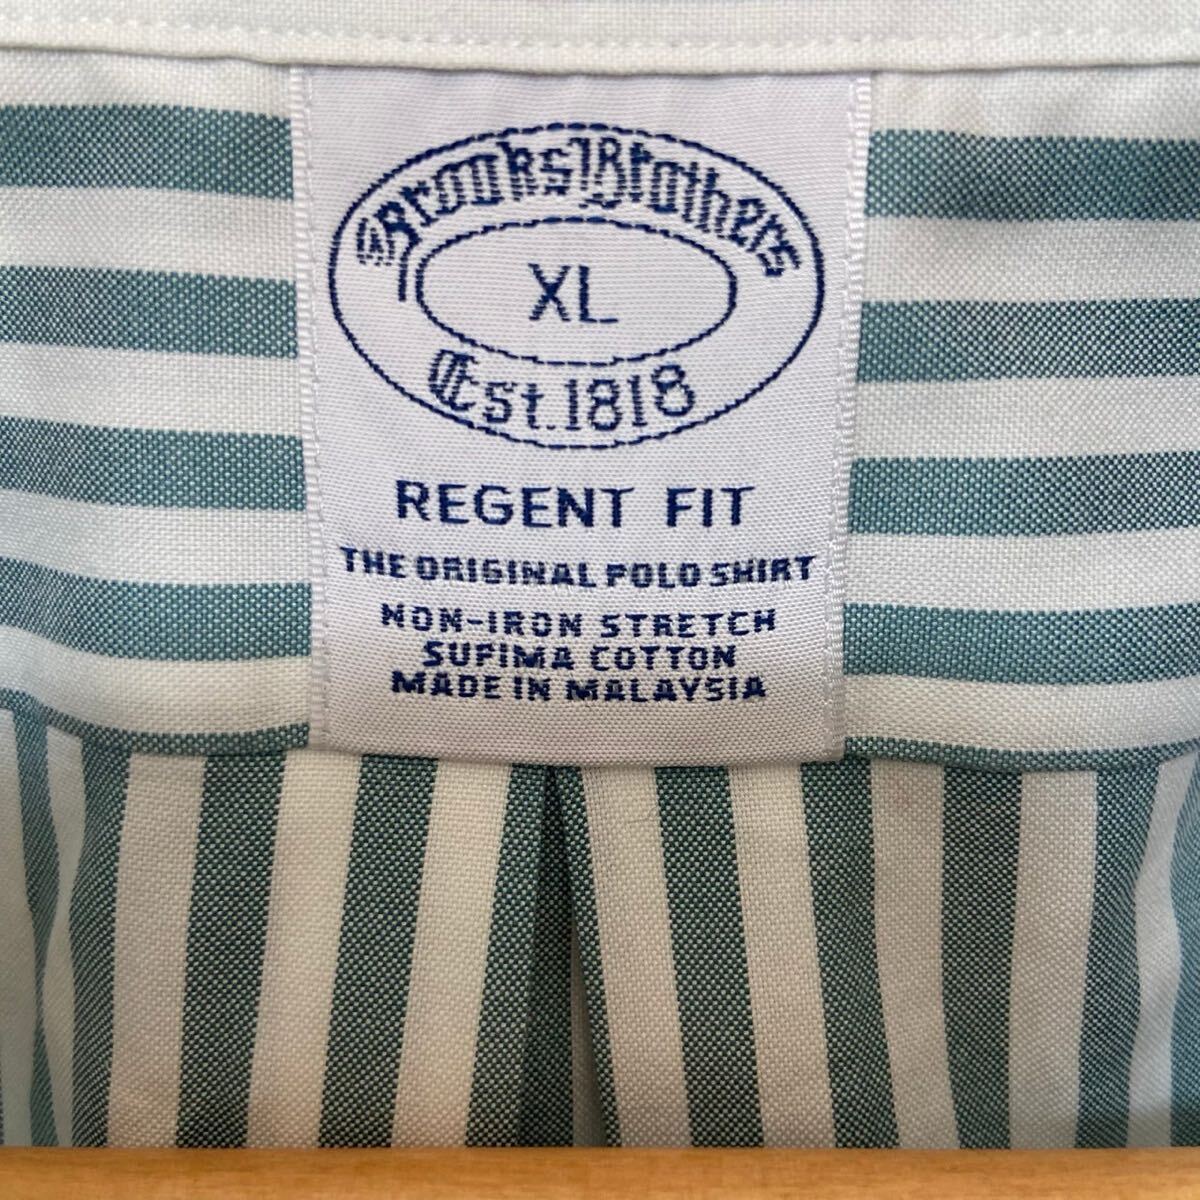 Brooks Brothers
XL
Est. 1818
REGENT FIT
THE ORIGINAL POLO SHIRT
NON-IRON STRETCH
SUPIMA COTTON
MADE IN MALAYSIA